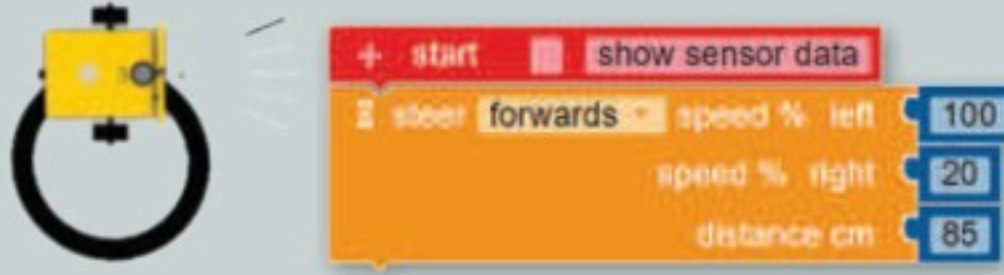 + start show sensor data
steer forwards speed % left 100
speed % right 20
distance cm 85